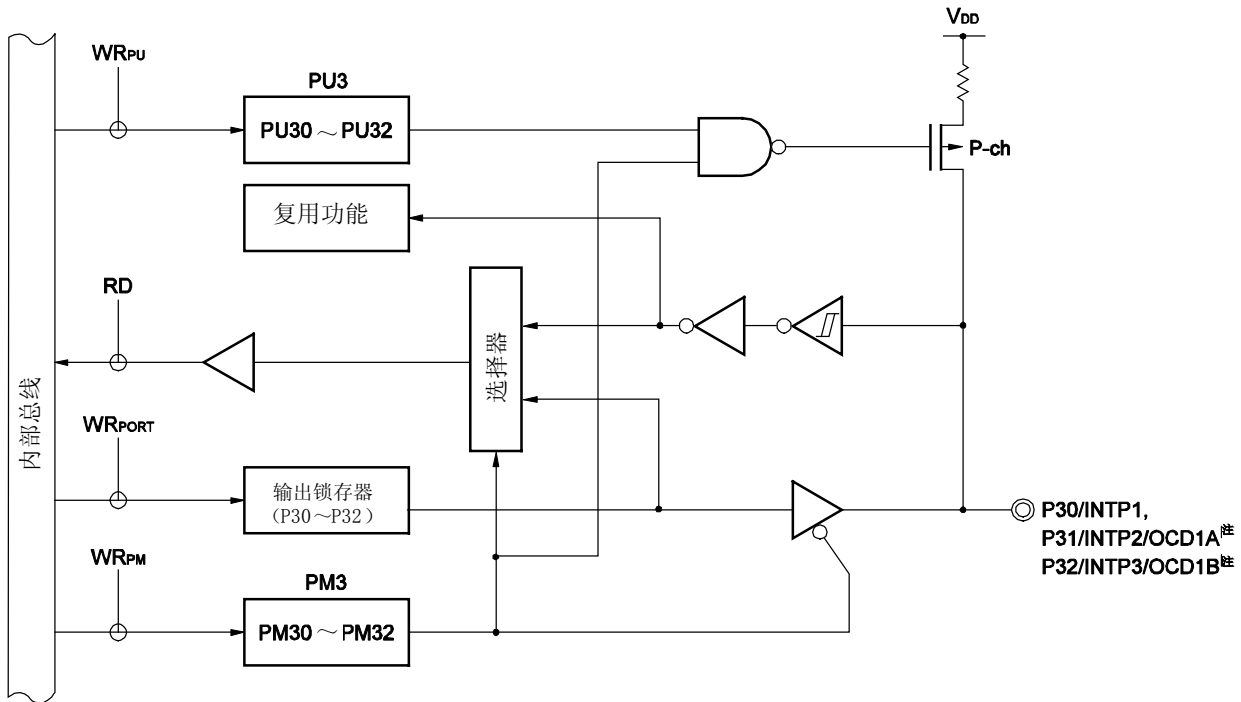 VDD
WRPU
PU3
PU30～PU32
P-ch
复用功能
RD
选择器
内部总线
WRPORT
输出锁存器
（P30～P32）
P30/INTP1,
P31/INTP2/OCD1A注
P32/INTP3/OCD1B注
WRPM
PM3
PM30～PM32